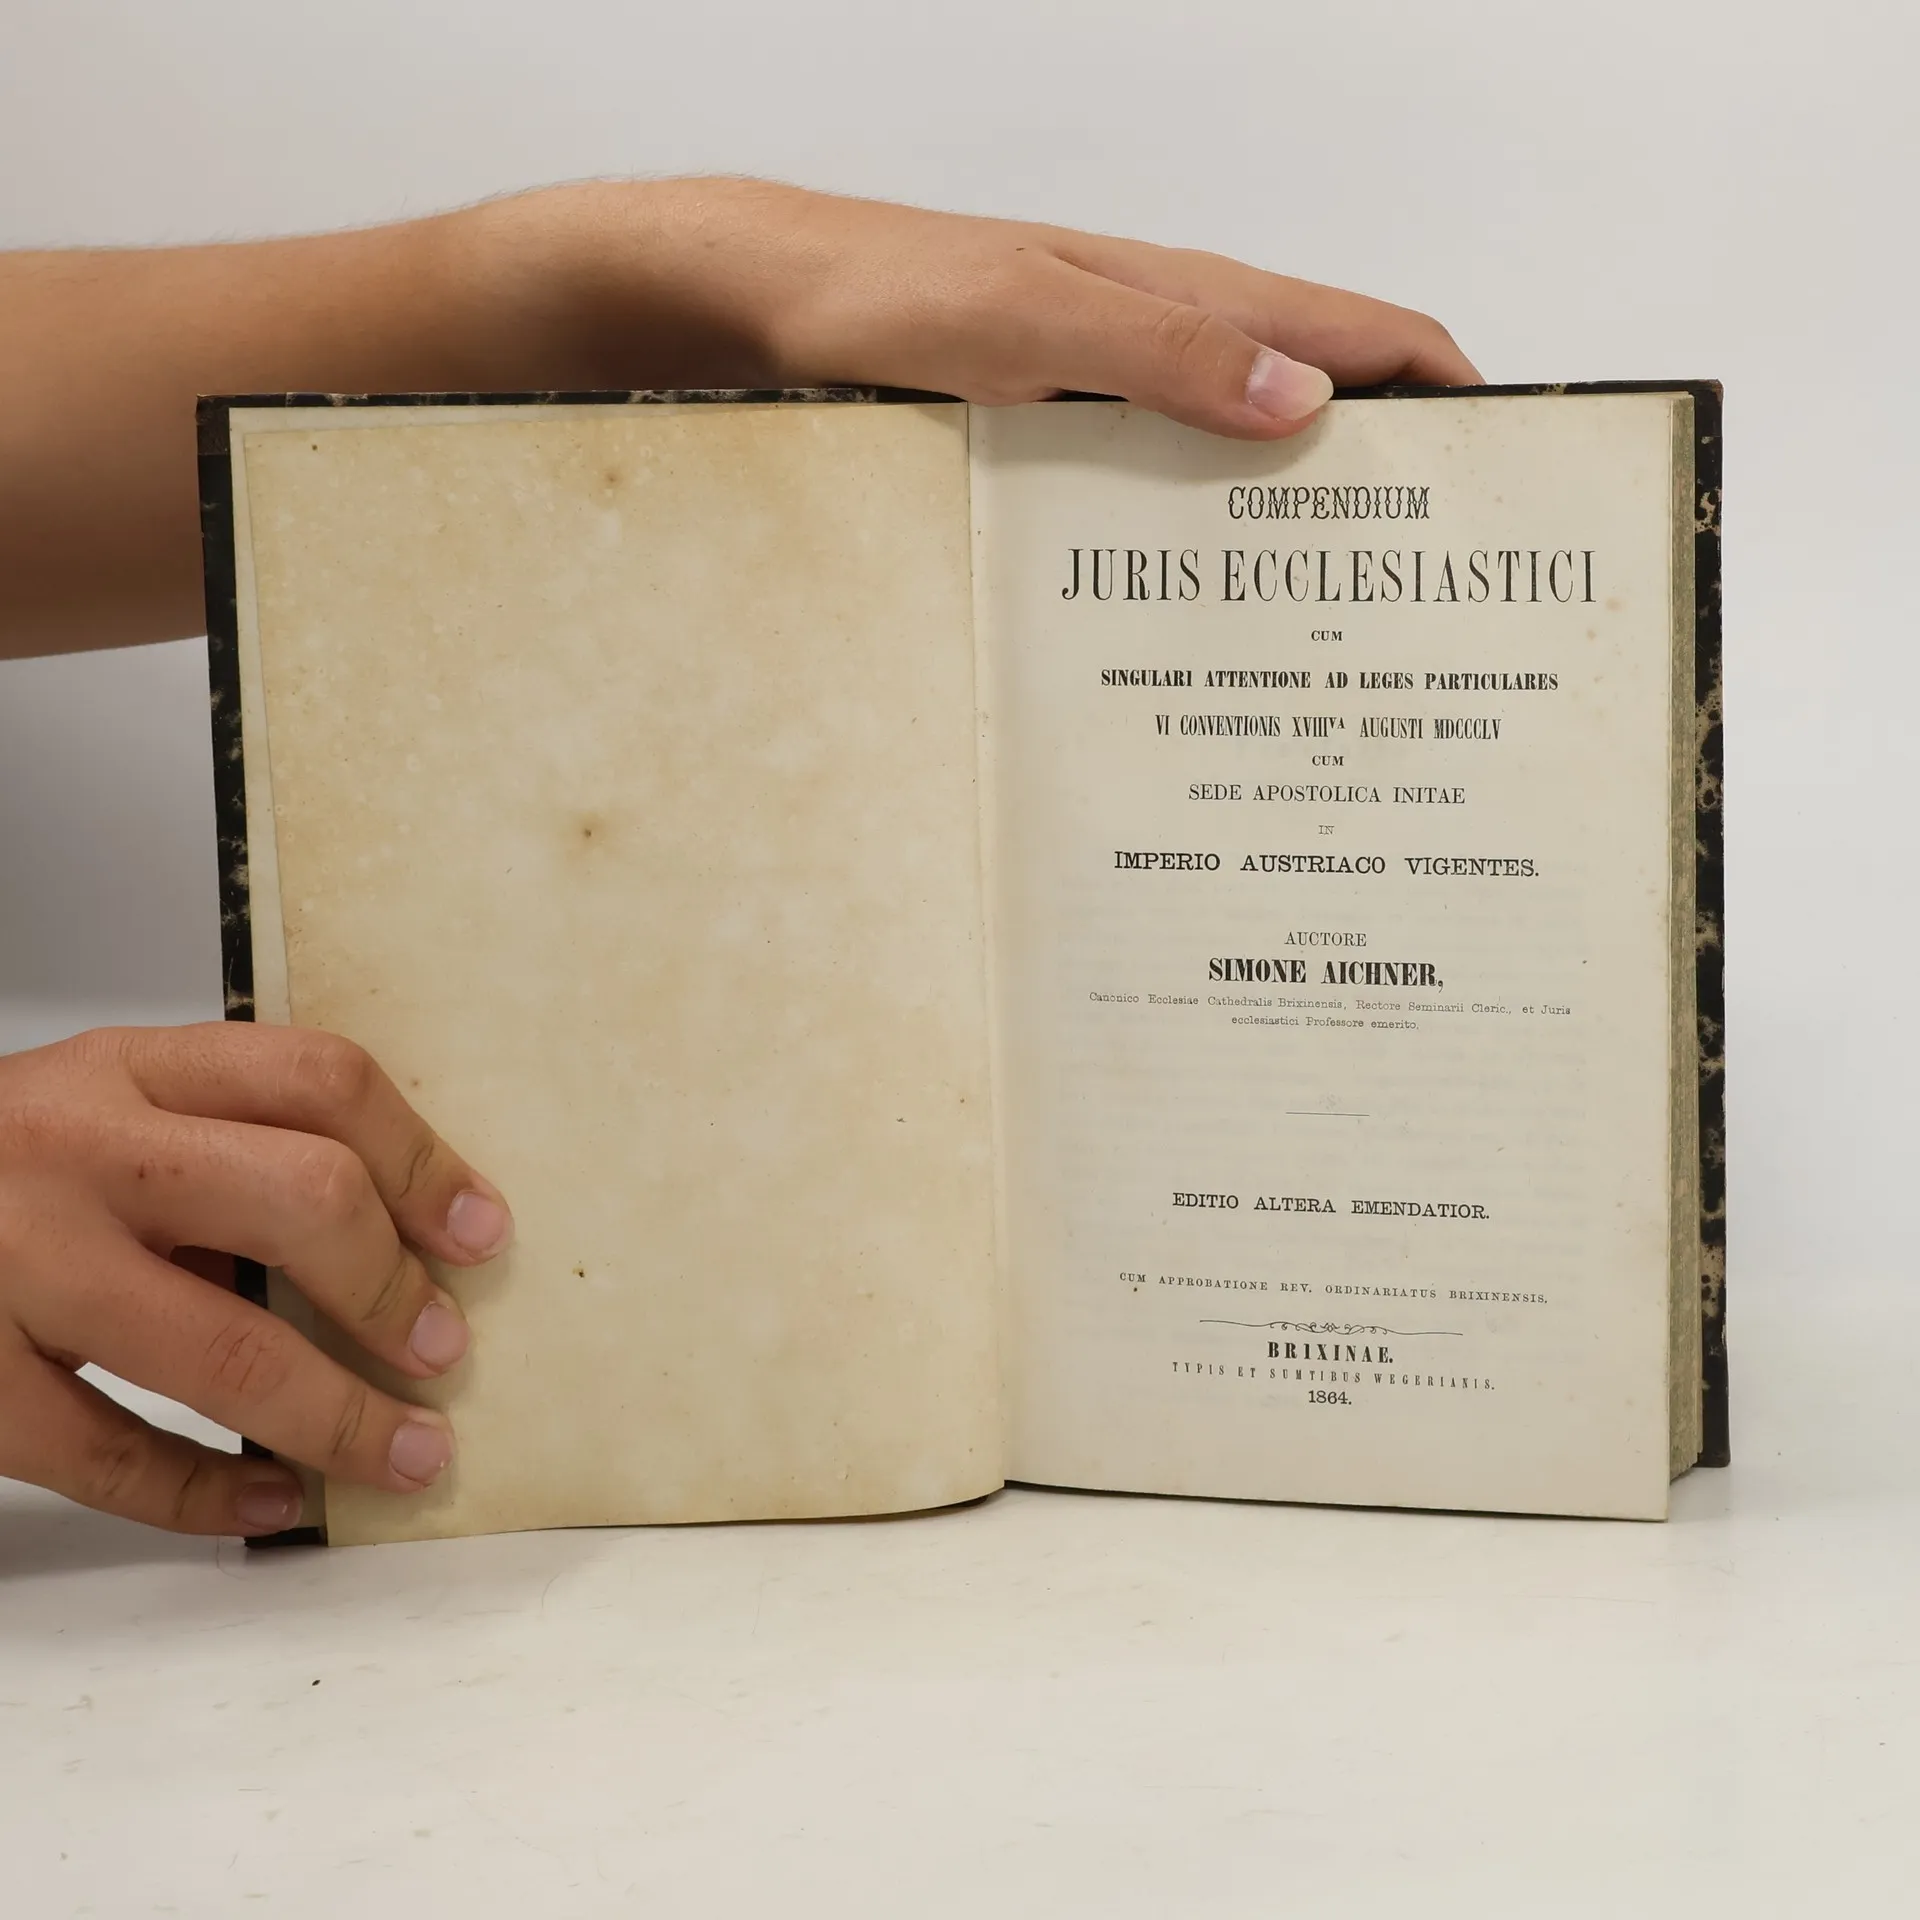 COMPENDIUM
JURIS ECCLESIASTICI
CUM
SINGULARI ATTENTIONE AD LEGES PARTICULARES
VI CONVENTIONIS XVIIIVA AUGUSTI MDCCCLV
CUM
SEDE APOSTOLICA INITAE
IN
IMPERIO AUSTRIACO VIGENTES.
AUCTORE
SIMONE AICHNER,
Canonico Ecclesiae Cathedralis Brixinensis, Rectore Seminarii Cleric., et Juris
ecclesiastici Professore emerito.
EDITIO ALTERA EMENDATIOR.
CUM APPROBATIONE REV. ORDINARIATUS BRIXINENSIS.
BRIXINAE.
TYPIS ET SUMTIBUS WEGERIANIS.
1864.